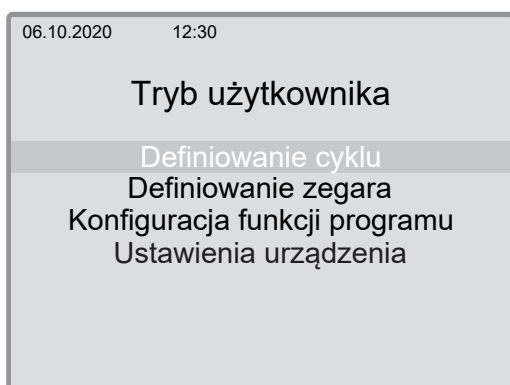 06.10.2020 12:30
Tryb użytkownika
Definiowanie cyklu
Definiowanie zegara
Konfiguracja funkcji programu
Ustawienia urządzenia